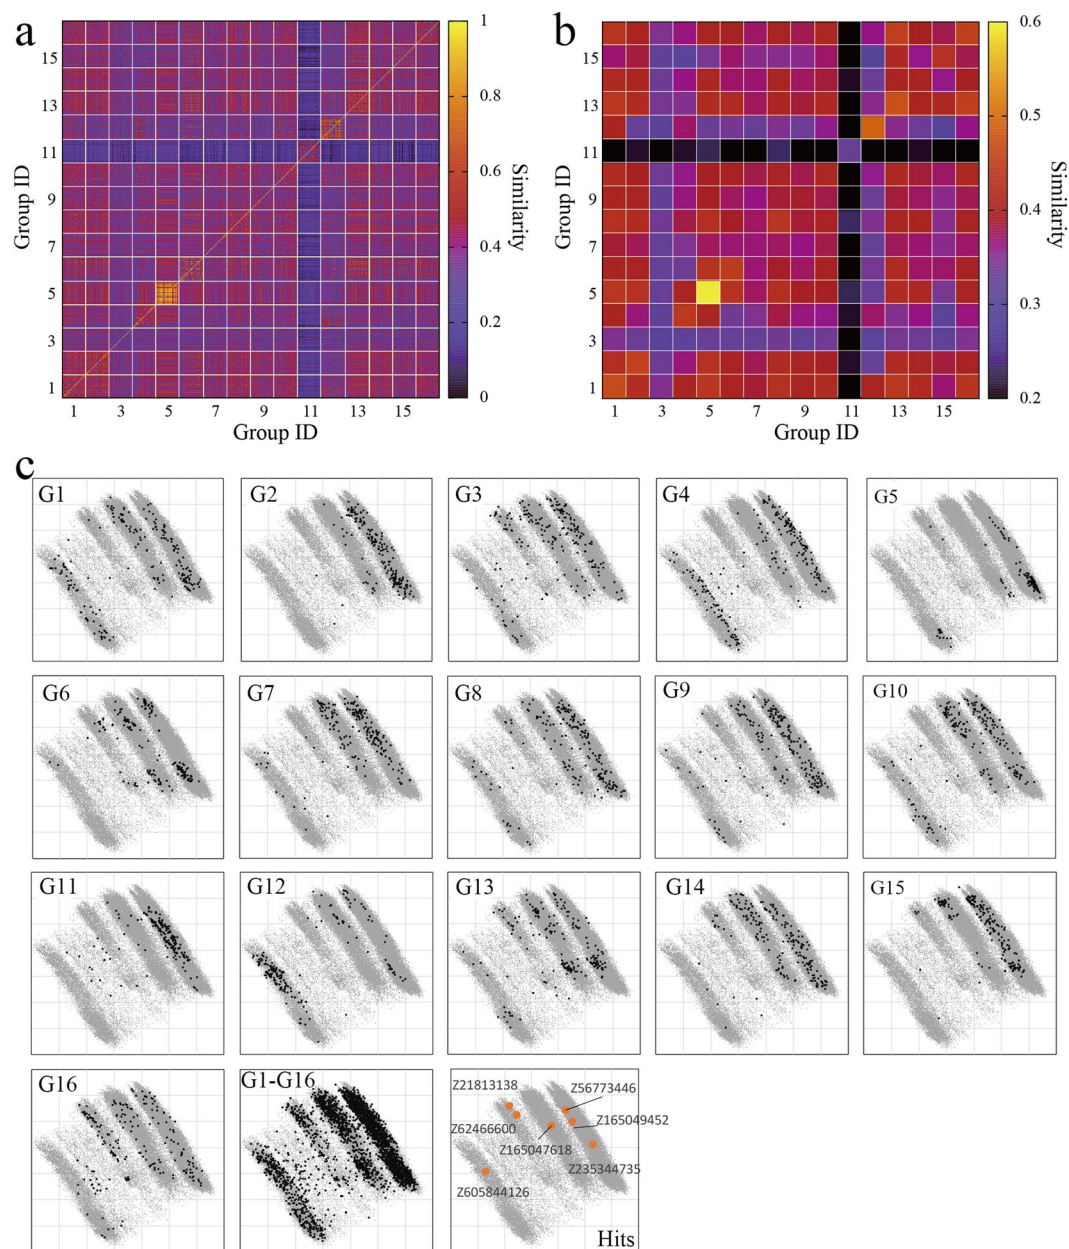 a
b
1
0.8
0.6
0.4
0.2
0
Similarity
15
13
11
9
7
5
3
1
Group ID
1 3 5 7 9 11 13 15
Group ID
0.6
0.5
0.4
0.3
0.2
Similarity
15
13
11
9
7
5
3
1
Group ID
1 3 5 7 9 11 13 15
Group ID
c
G1
G2
G3
G4
G5
G6
G7
G8
G9
G10
G11
G12
G13
G14
G15
G16
G1-G16
Z21813138
Z56773446
Z62466600
Z165049452
Z165047618
Z235344735
Z605844126
Hits